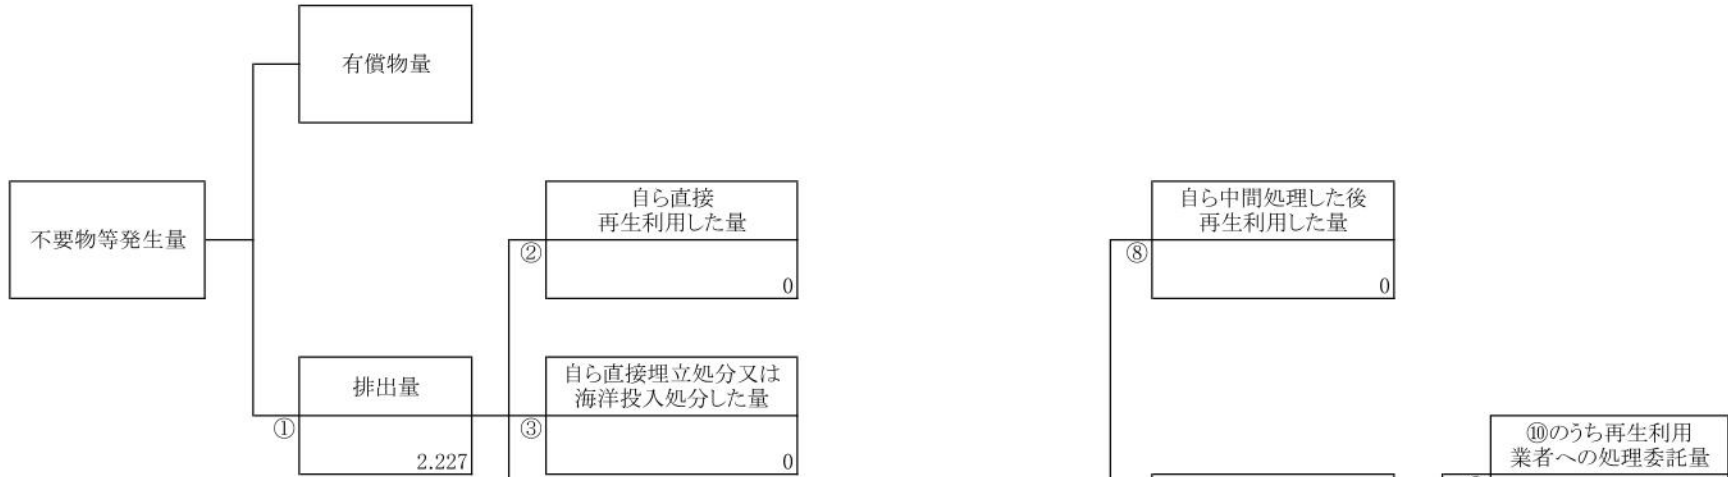 有償物量
不要物等発生量
自ら直接
再生利用した量
②
0
自ら中間処理した後
再生利用した量
⑧
0
排出量
①
2.227
自ら直接埋立処分又は
海洋投入処分した量
③
0
⑩のうち再生利用
業者への処理委託量